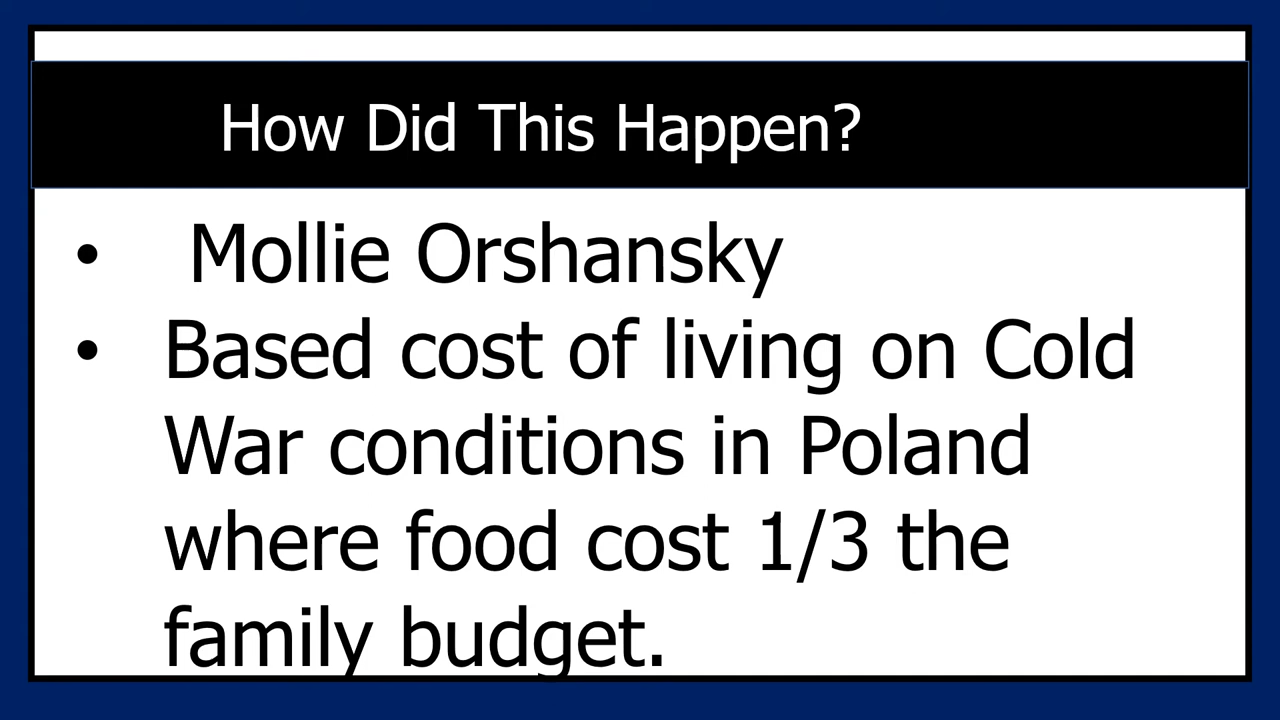 How Did This Happen?
• Mollie Orshansky
• Based cost of living on Cold
War conditions in Poland
where food cost 1/3 the
family budget.